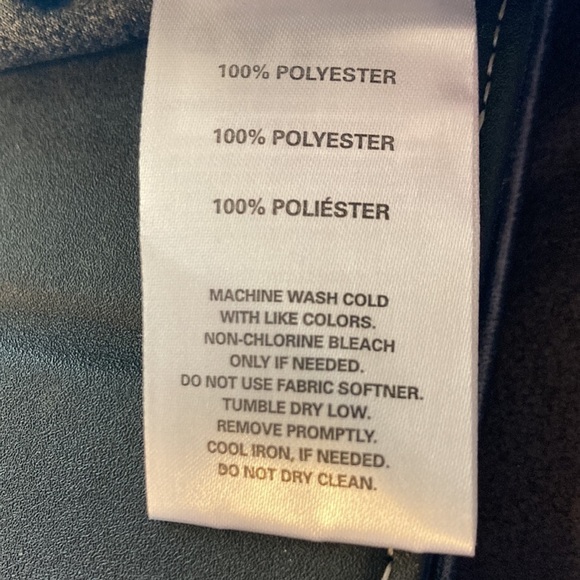 100% POLYESTER
100% POLYESTER
100% POLIÉSTER
MACHINE WASH COLD
WITH LIKE COLORS.
NON-CHLORINE BLEACH
ONLY IF NEEDED.
DO NOT USE FABRIC SOFTNER.
TUMBLE DRY LOW.
REMOVE PROMPTLY.
COOL IRON, IF NEEDED.
DO NOT DRY CLEAN.